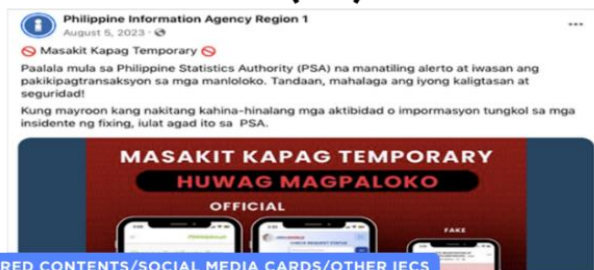 Philippine Information Agency Region 1
August 5, 2023
Masakit Kapag Temporary
Paalala mula sa Philippine Statistics Authority (PSA) na manatiling alerto at iwasan ang
pakikipagtransaksyon sa mga manloloko. Tandaan, mahalaga ang iyong kaligtasan at
seguridad!
Kung mayroon kang nakitang kahina-hinalang mga aktibidad o impormasyon tungkol sa mga
insidente ng fixing, iulat agad ito sa PSA.
MASAKIT KAPAG TEMPORARY
HUWAG MAGPALOKO
OFFICIAL
FAKE
CHECK REQUEST STATUS
RED CONTENTS/SOCIAL MEDIA CARDS/OTHER IECS